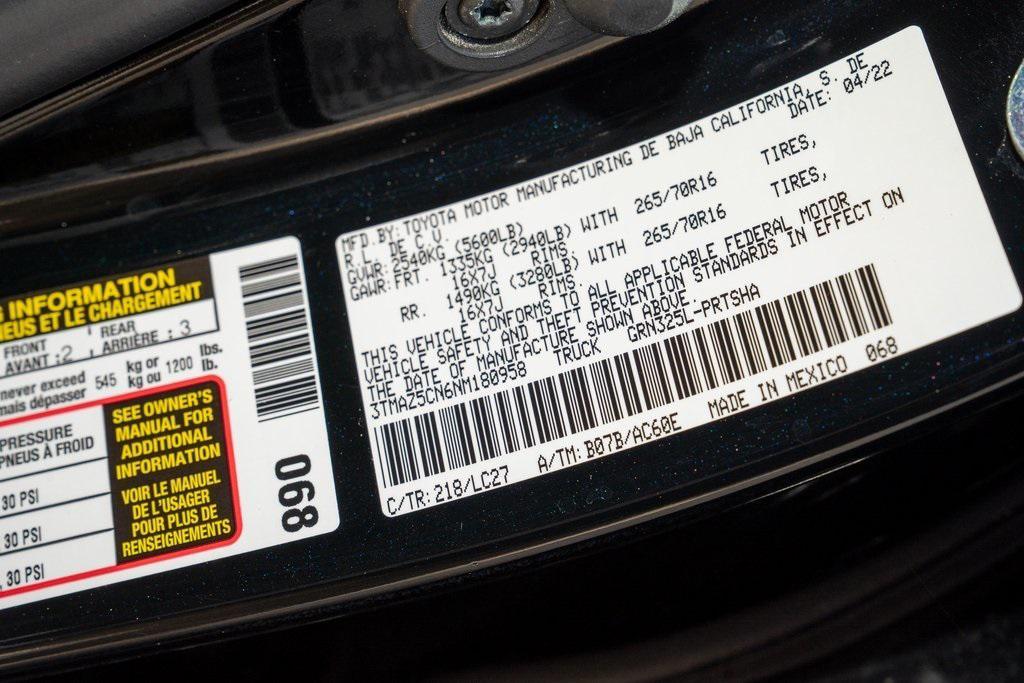 G INFORMATION
NEUS ET LE CHARGEMENT
FRONT
AVANT : 2
REAR
ARRIÈRE : 3
never exceed
mais dépasser
545
kg or
kg ou
1200
lbs.
lb.
PRESSURE
PNEUS À FROID
, 30 PSI
, 30 PSI
, 30 PSI
SEE OWNER'S
MANUAL FOR
ADDITIONAL
INFORMATION
VOIR LE MANUEL
DE L'USAGER
POUR PLUS DE
RENSEIGNEMENTS
068
MFD.BY:TOYOTA MOTOR MANUFACTURING DE BAJA CALIFORNIA, S. DE
R.L. DE C.V. DATE: 04/22
GVWR:2540KG (5600LB)
GAWR:FRT. 1335KG (2940LB) WITH 265/70R16 TIRES,
16X7J RIMS,
RR. 1490KG (3280LB) WITH 265/70R16 TIRES,
16X7J RIMS.
THIS VEHICLE CONFORMS TO ALL APPLICABLE FEDERAL MOTOR
VEHICLE SAFETY AND THEFT PREVENTION STANDARDS IN EFFECT ON
THE DATE OF MANUFACTURE SHOWN ABOVE.
3TMAZ5CN6NM180958 TRUCK GRN325L-PRTSHA
C/TR:218/LC27 A/TM:B07B/AC60E MADE IN MEXICO 068